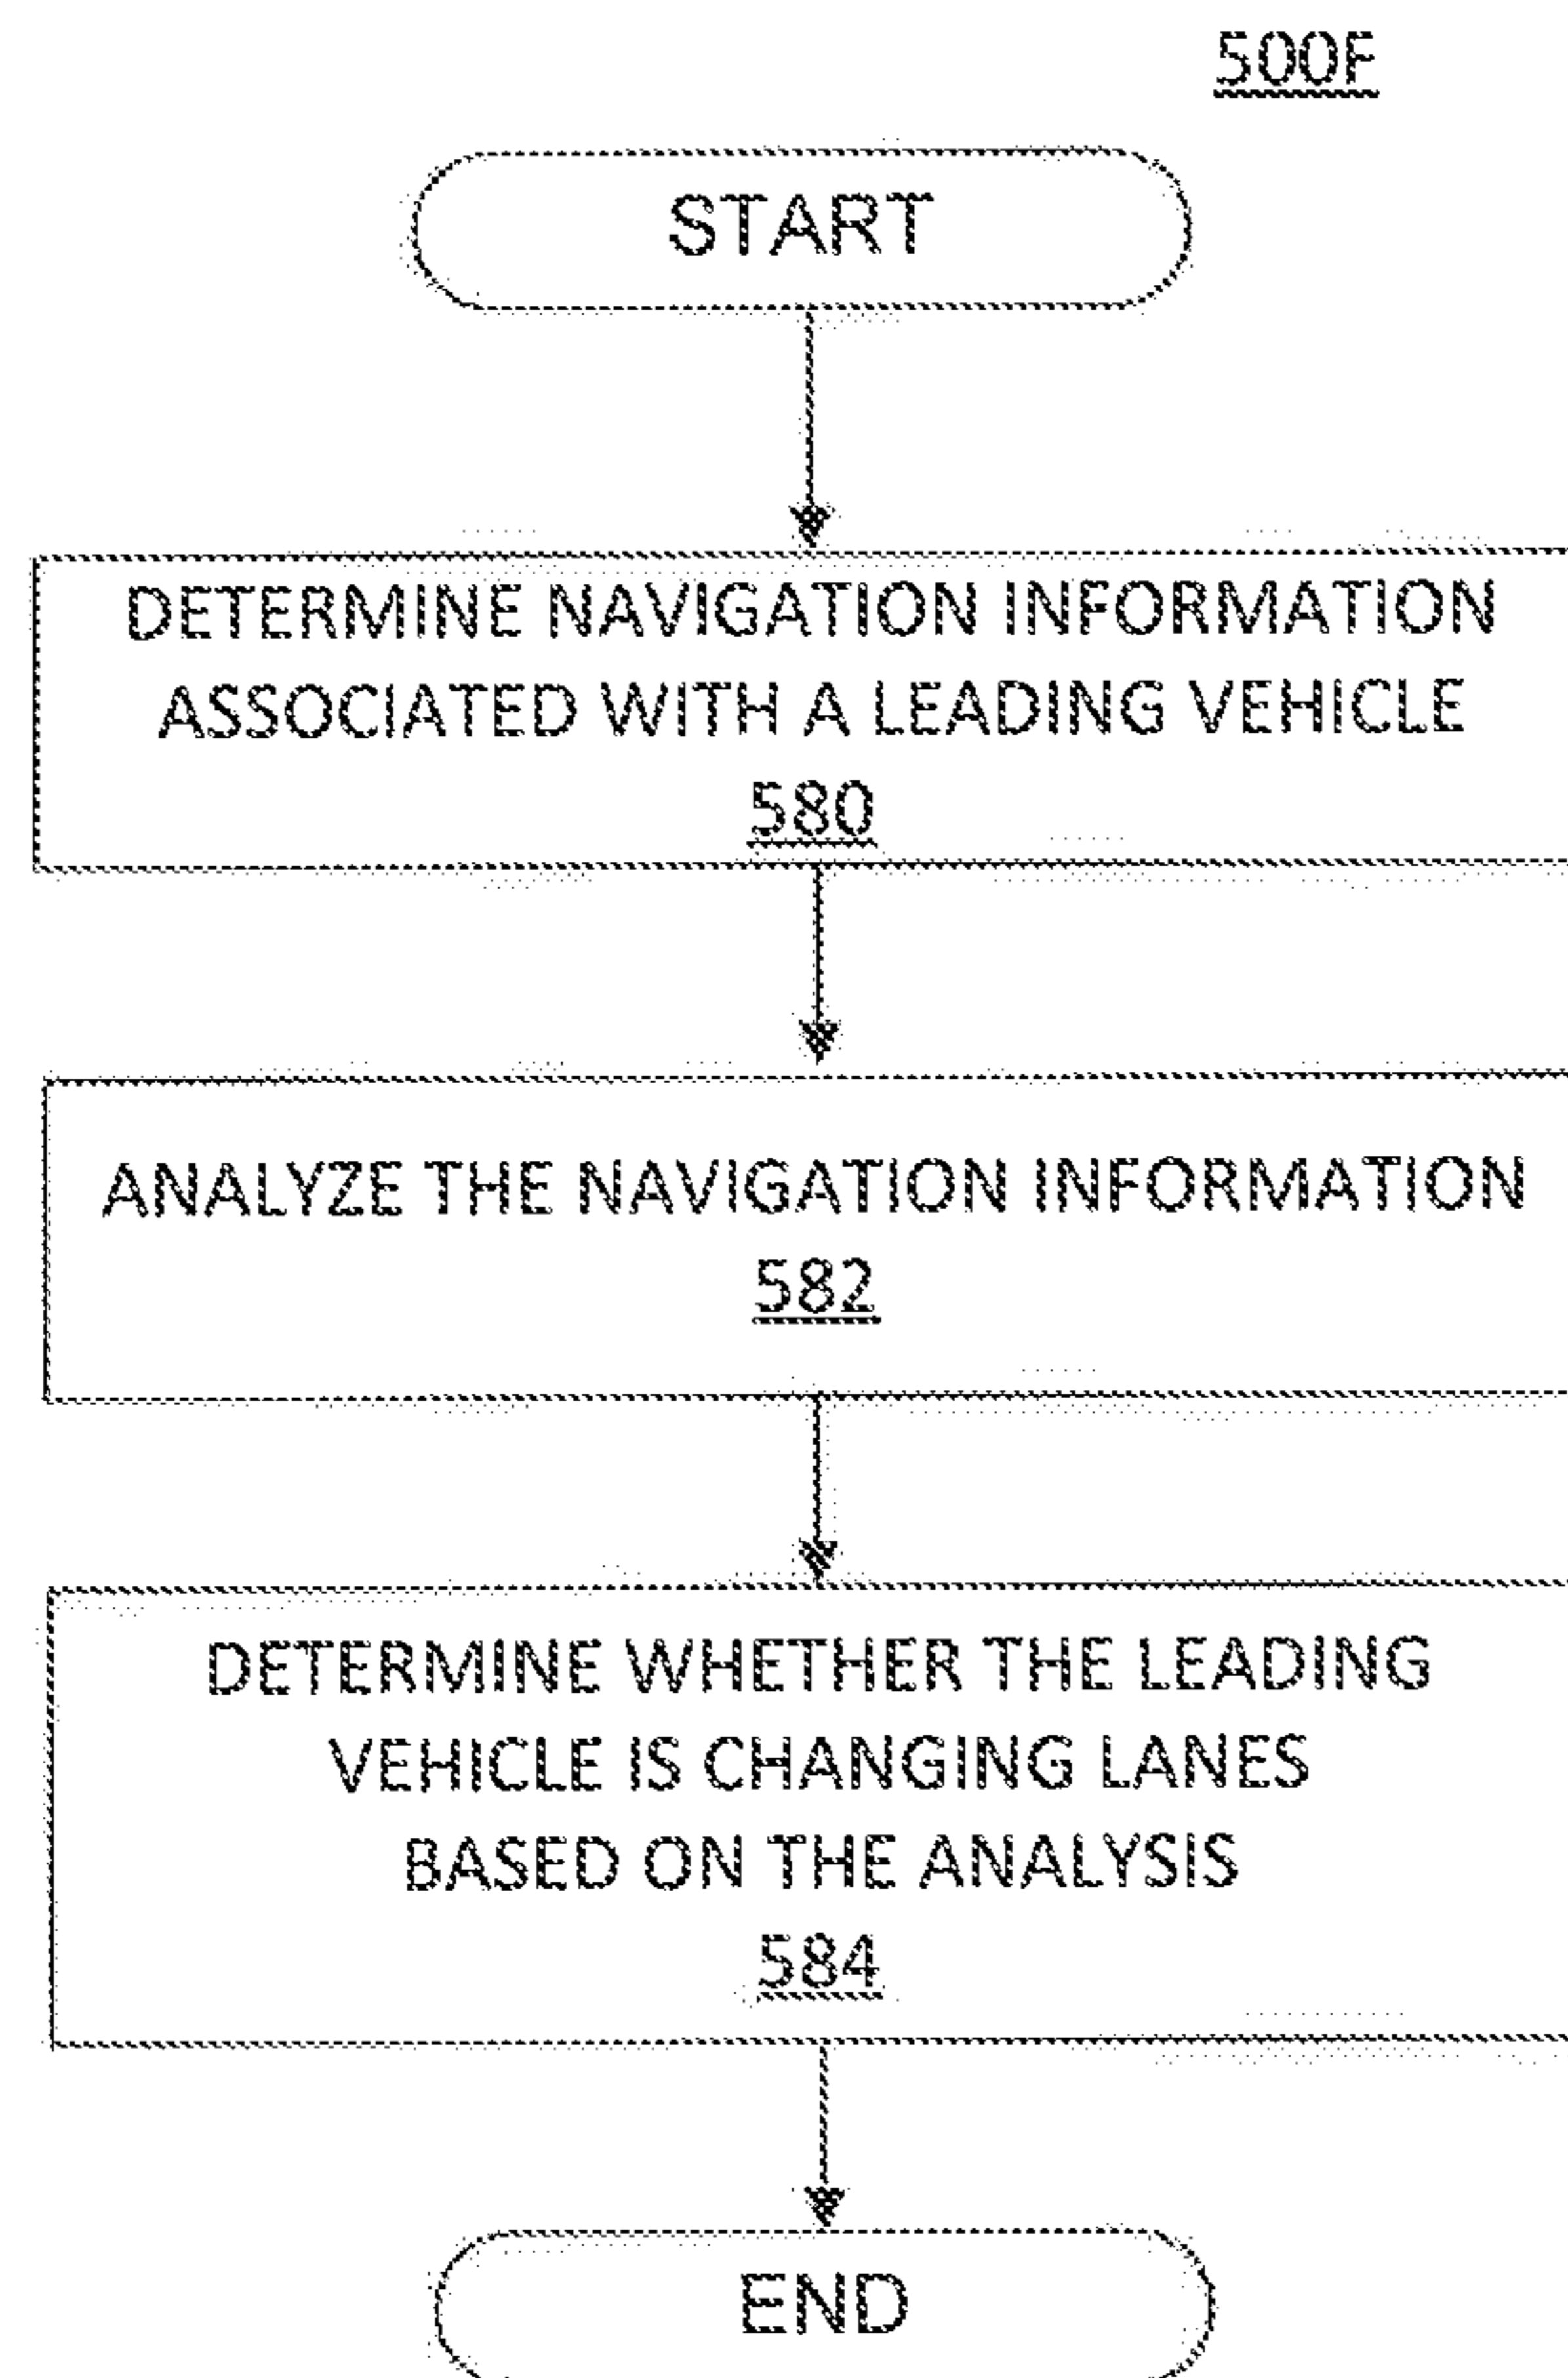 500F
START
DETERMINE NAVIGATION INFORMATION
ASSOCIATED WITH A LEADING VEHICLE
580
ANALYZE THE NAVIGATION INFORMATION
582
DETERMINE WHETHER THE LEADING
VEHICLE IS CHANGING LANES
BASED ON THE ANALYSIS
584
END